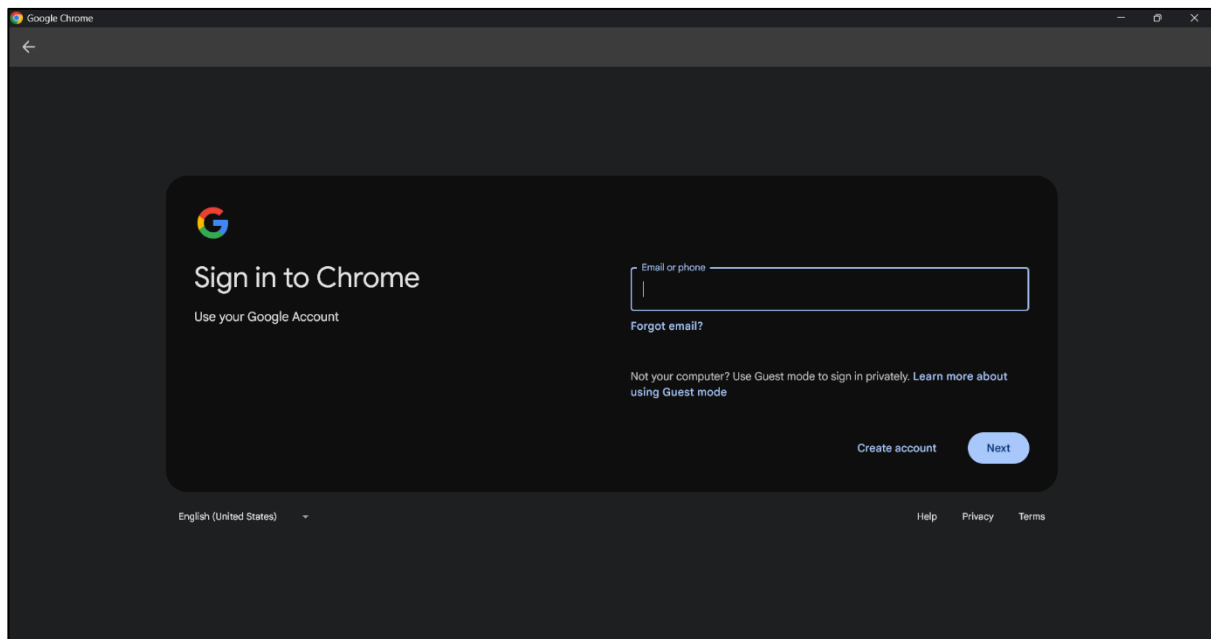 Google Chrome
Sign in to Chrome
Use your Google Account
Email or phone
Forgot email?
Not your computer? Use Guest mode to sign in privately. Learn more about
using Guest mode
Create account
Next
English (United States)
Help
Privacy
Terms